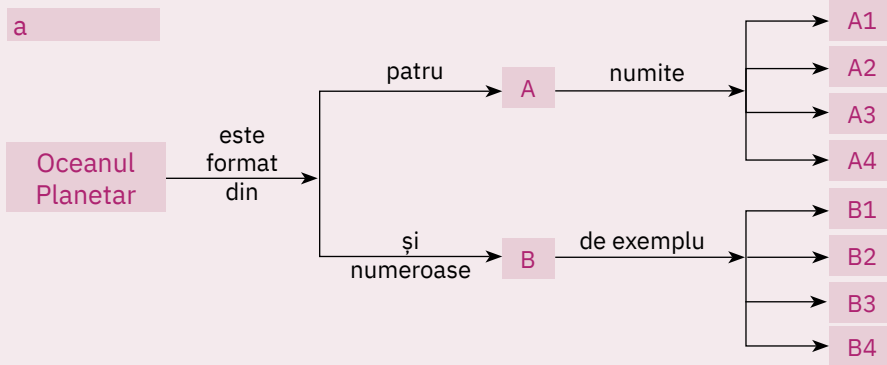 a
Oceanul
Planetar
este
format
din
patru
A
numite
A1
A2
A3
A4
și
numeroase
B
de exemplu
B1
B2
B3
B4